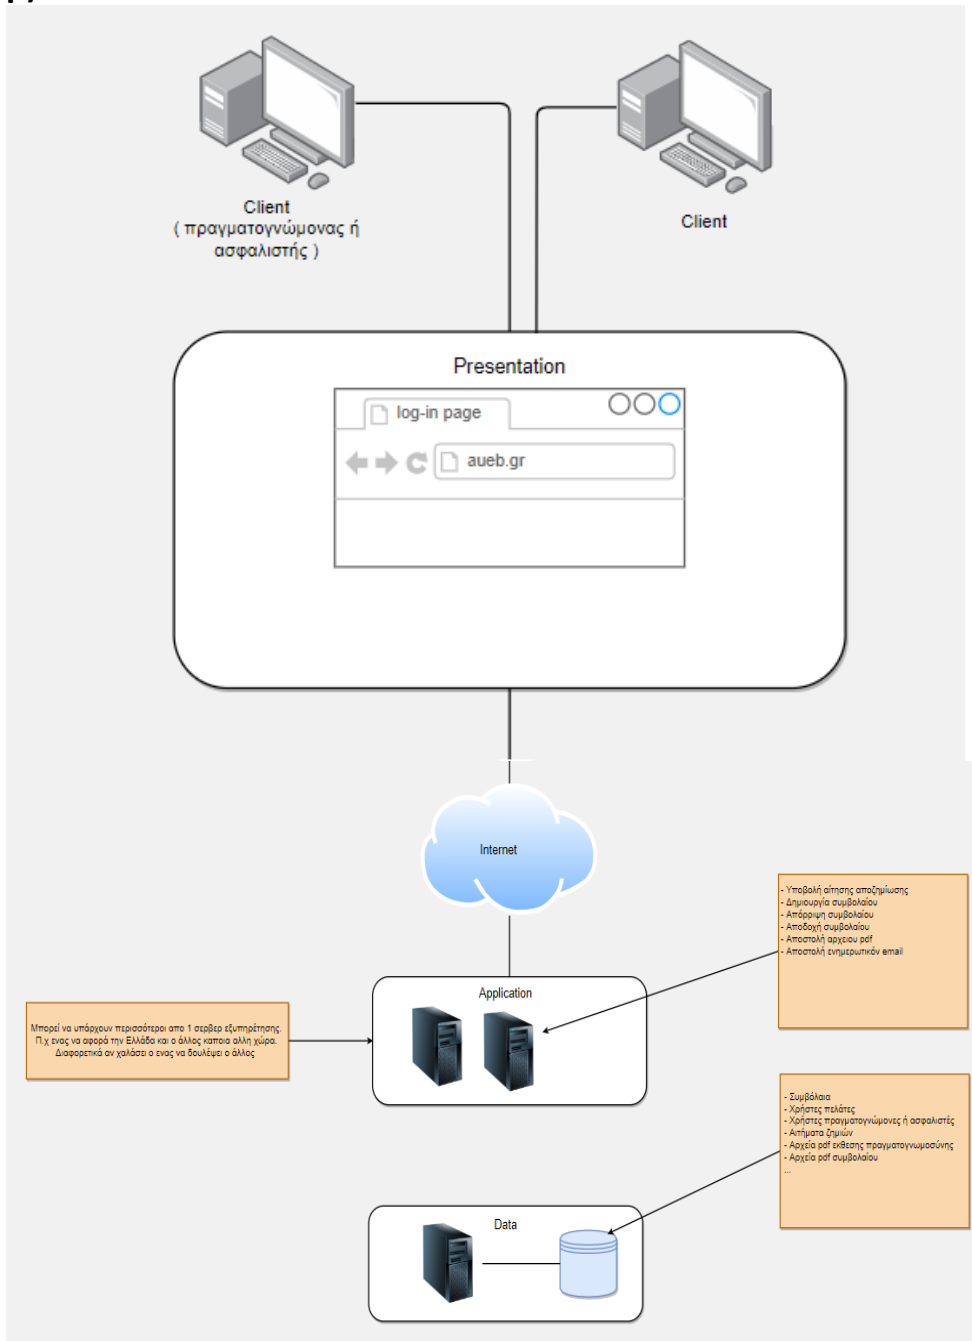 Client
( πραγματογνώμονας ή
ασφαλιστής )
Client
Presentation
log-in page
aueb.gr
Internet
- Υποβολή αίτησης αποζημίωσης
- Δημιουργία συμβολαίου
- Απόρριψη συμβολαίου
- Αποδοχή συμβολαίου
- Αποστολή αρχειου pdf
- Αποστολή ενημερωτικόν email
Application
Μπορεί να υπάρχουν περισσότεροι απο 1 σερβερ εξυπηρέτησης.
Π.χ ενας να αφορά την Ελλάδα και ο άλλος καποια αλλη χώρα.
Διαφορετικά αν χαλάσει ο ενας να δουλέψει ο άλλος
- Συμβόλαια
- Χρήστες πελάτες
- Χρήστες πραγματογνώμονες ή ασφαλιστές
- Αιτήματα ζημιών
- Αρχεία pdf εκθεσης πραγματογνωμοσύνης
- Αρχεία pdf συμβολαίου
...
Data